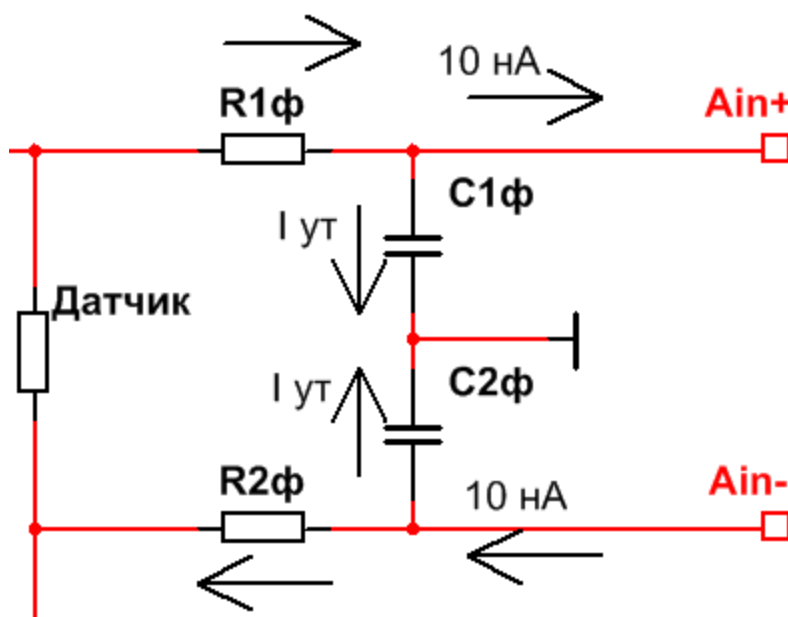 10 нА
R1ф
Ain+
C1ф
I ут
Датчик
I ут
C2ф
R2ф
10 нА
Ain-